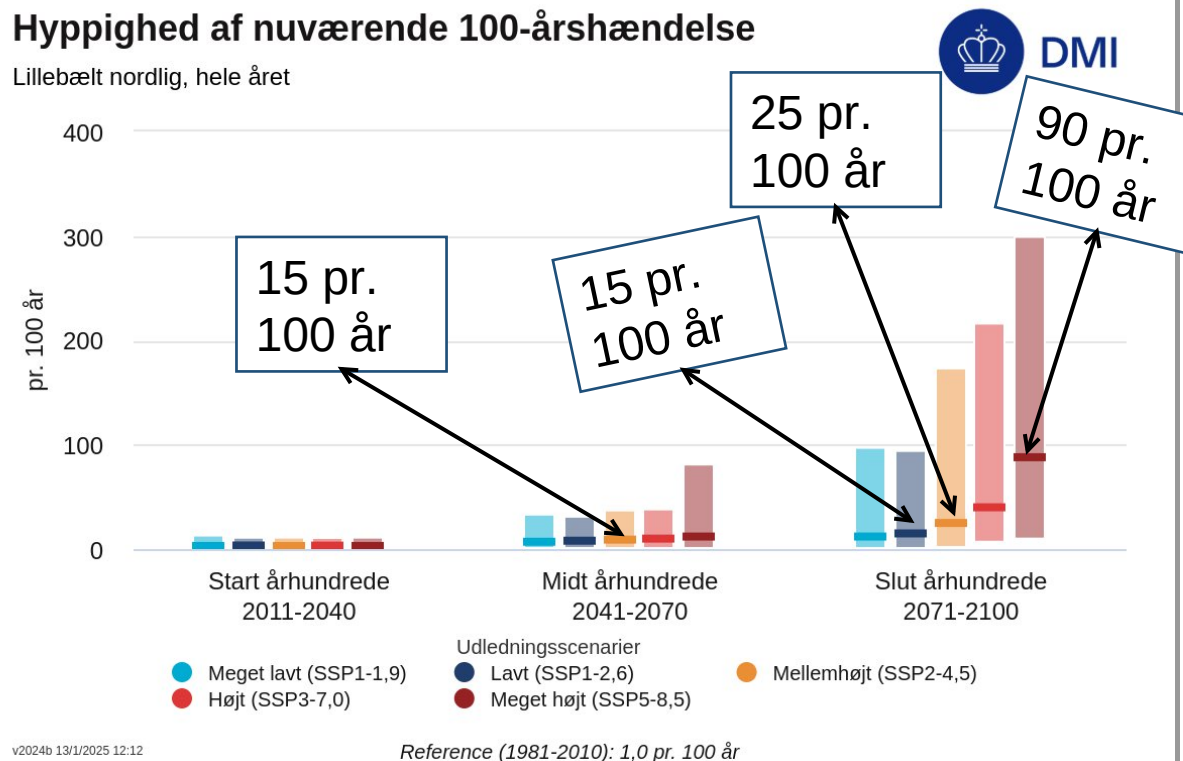 Hyppighed af nuværende 100-årshændelse
DMI
Lillebælt nordlig, hele året
25 pr.
100 år
90 pr.
100 år
15 pr.
100 år
15 pr.
100 år
pr. 100 år
400
300
200
100
0
Start århundrede
2011-2040
Midt århundrede
2041-2070
Slut århundrede
2071-2100
Udledningsscenarier
Meget lavt (SSP1-1,9)
Lavt (SSP1-2,6)
Mellemhøjt (SSP2-4,5)
Højt (SSP3-7,0)
Meget højt (SSP5-8,5)
v2024b 13/1/2025 12:12
Reference (1981-2010): 1,0 pr. 100 år